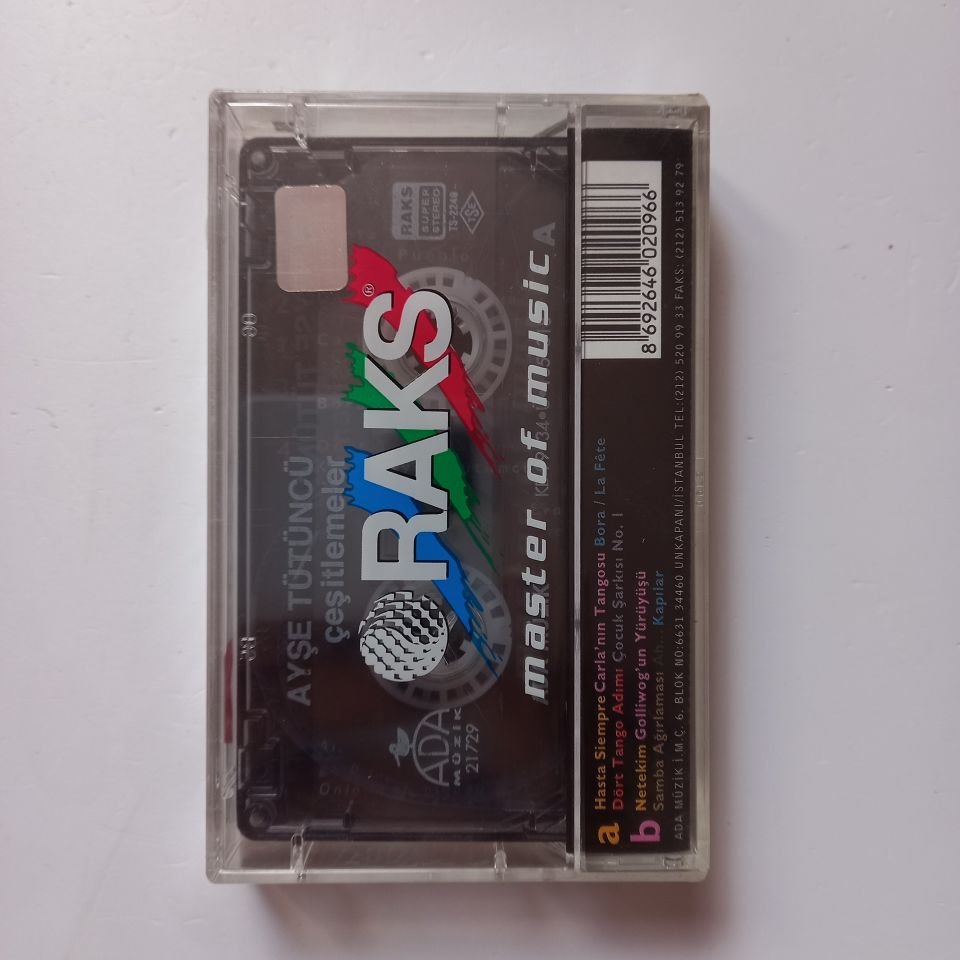 RAKS
SUPER
STEREO
TS-2249
TSE
AYŞE TÜTÜNCÜ
çeşitlemeler
RAKS®
master of music
ADA
MÜZİK
21729
90
A
8 692646 020966
a Hasta Siempre Carla'nın Tangosu Bora / La Fête
Dört Tango Adımı Çocuk Şarkısı No. 1
b Netekim Golliwog'un Yürüyüşü
Samba Ağırlaması Ah... Kapılar
ADA MÜZİK İ.M.Ç. 6. BLOK NO:6631 34460 UNKAPANI/İSTANBUL TEL:(212) 520 99 33 FAKS: (212) 513 92 79